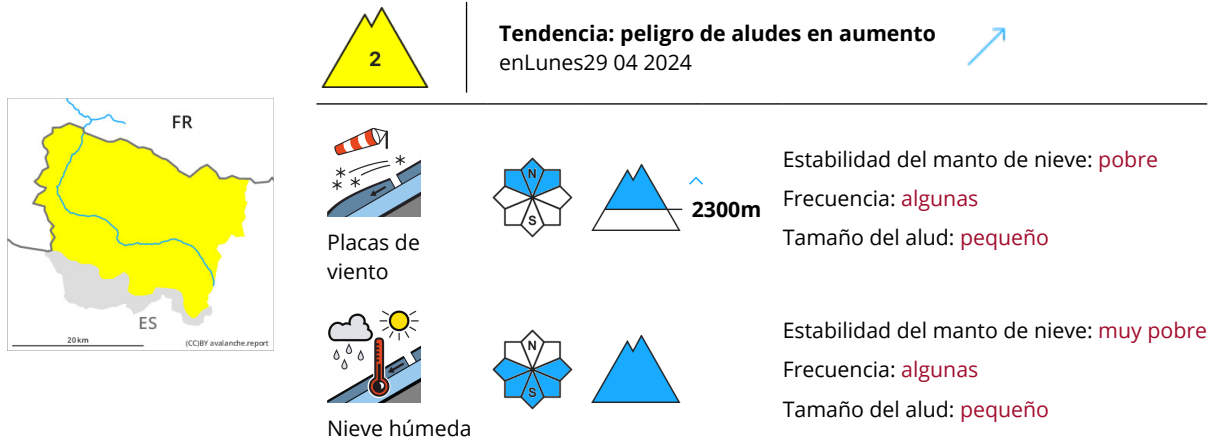 2
Tendencia: peligro de aludes en aumento
enLunes29 04 2024
FR
ES
20 km
(CC)BY avalanche.report
N
S
2300m
Placas de
viento
Estabilidad del manto de nieve: pobre
Frecuencia: algunas
Tamaño del alud: pequeño
N
S
Nieve húmeda
Estabilidad del manto de nieve: muy pobre
Frecuencia: algunas
Tamaño del alud: pequeño